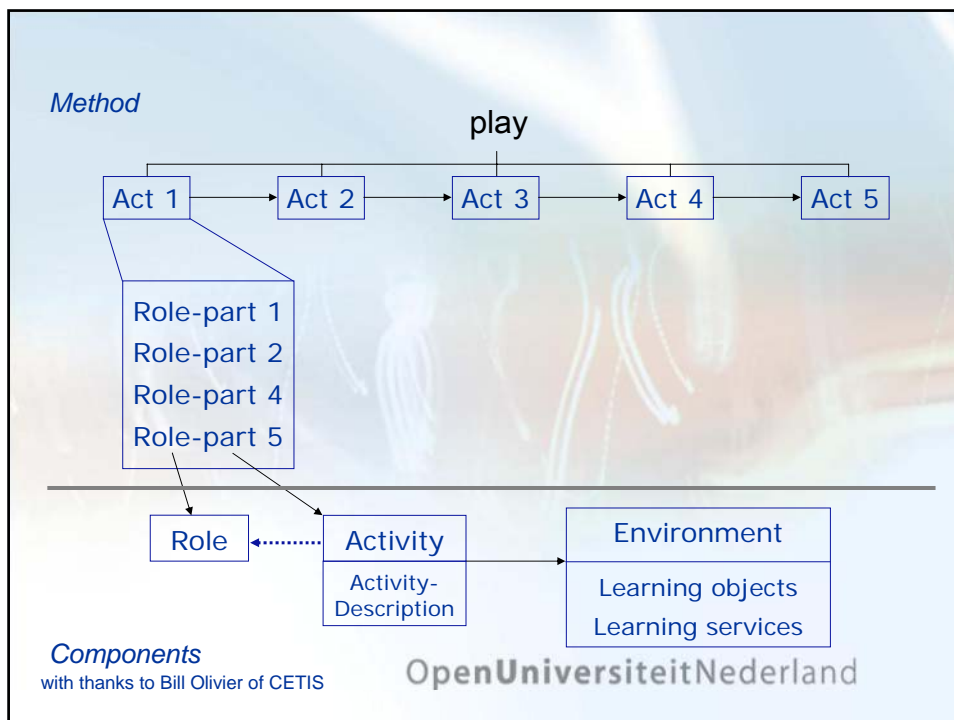 Method
play
Act 1 Act 2 Act 3 Act 4 Act 5
Role-part 1
Role-part 2
Role-part 4
Role-part 5
Role Activity Environment
Activity-
Description
Learning objects
Learning services
Components
with thanks to Bill Olivier of CETIS
OpenUniversiteitNederland